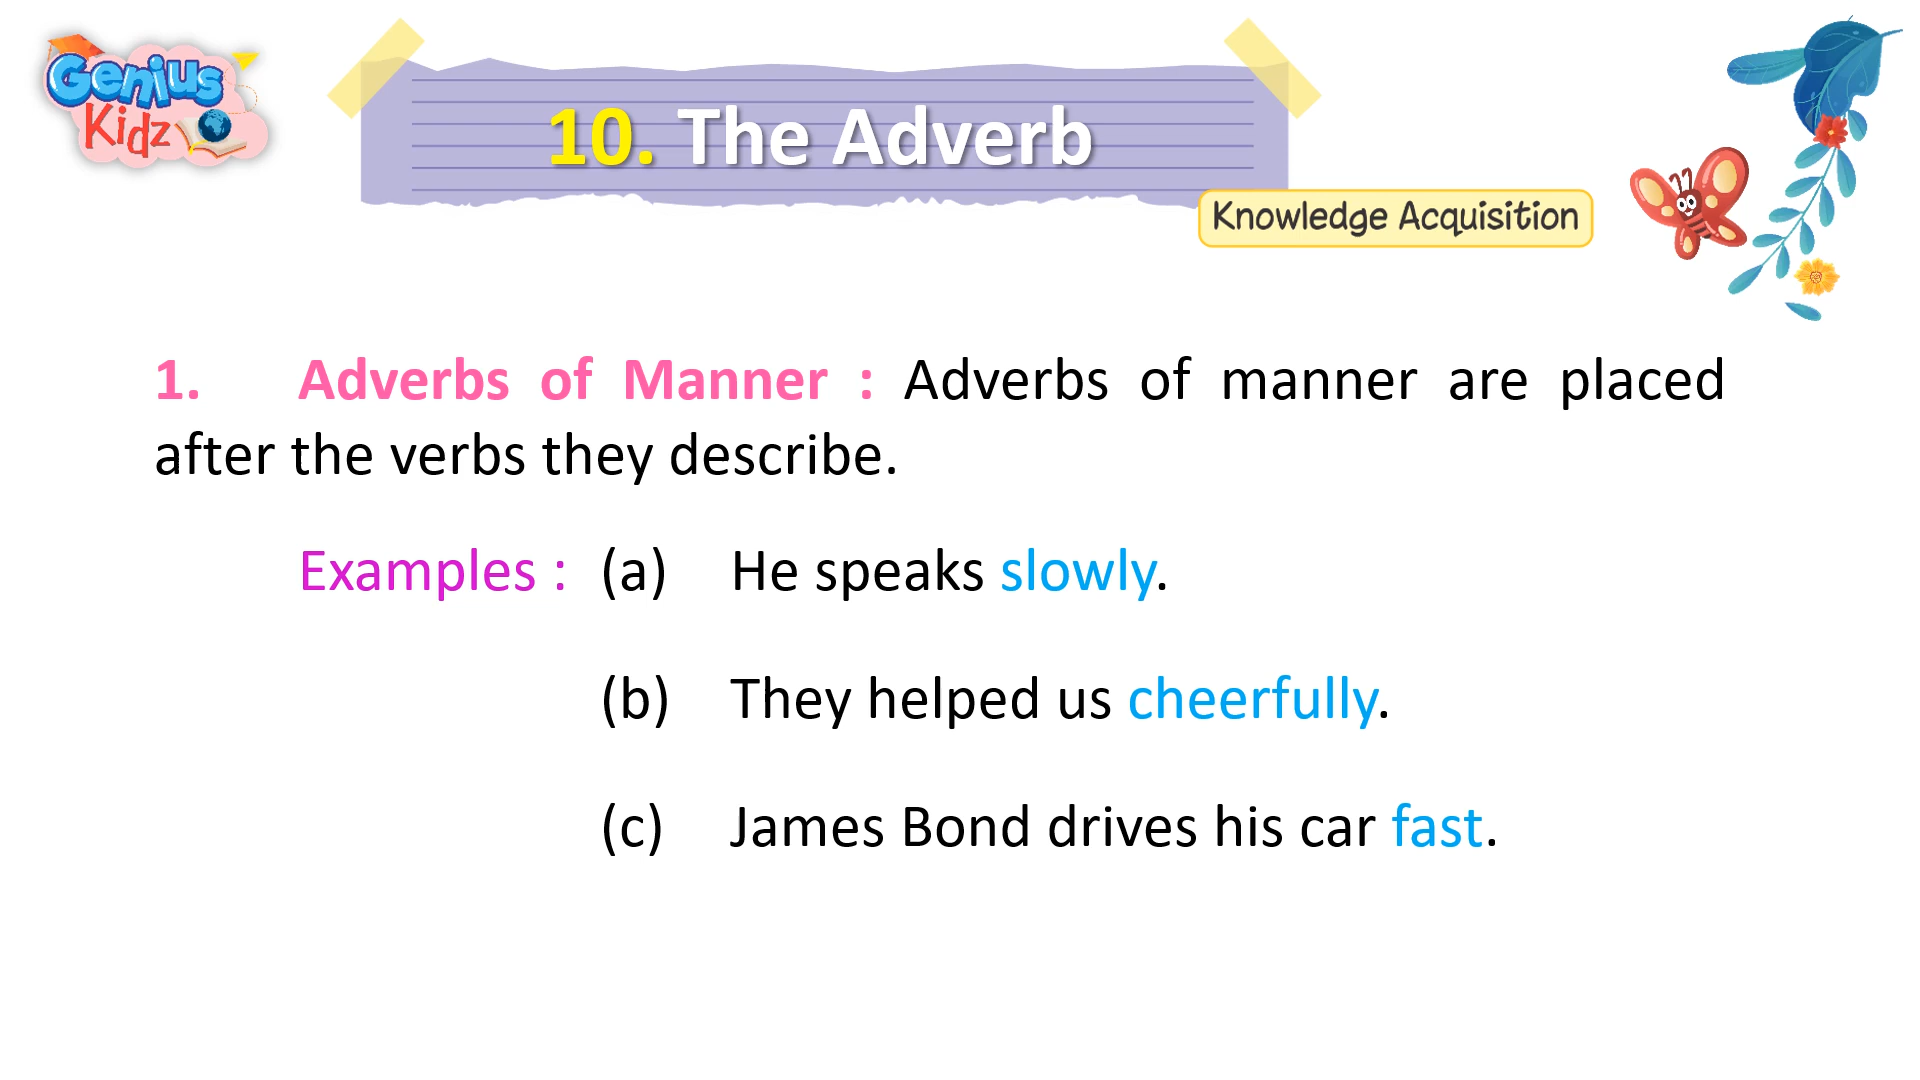 Genius
Kidz
10. The Adverb
Knowledge Acquisition
1. Adverbs of Manner : Adverbs of manner are placed
after the verbs they describe.
Examples : (a) He speaks slowly.
(b) They helped us cheerfully.
(c) James Bond drives his car fast.